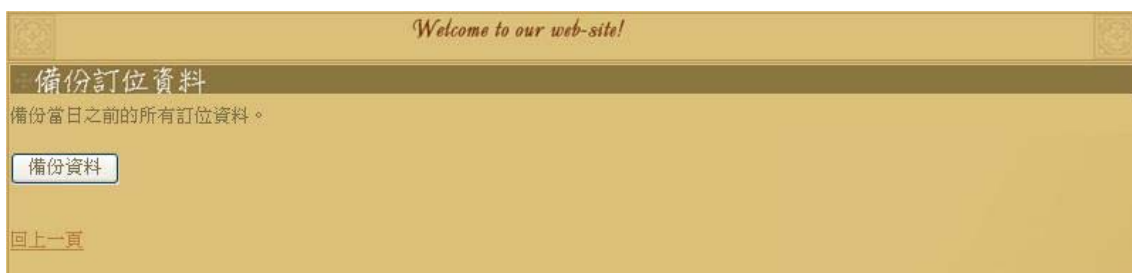 Welcome to our web-site!
備份訂位資料
備份當日之前的所有訂位資料。
備份資料
回上一頁